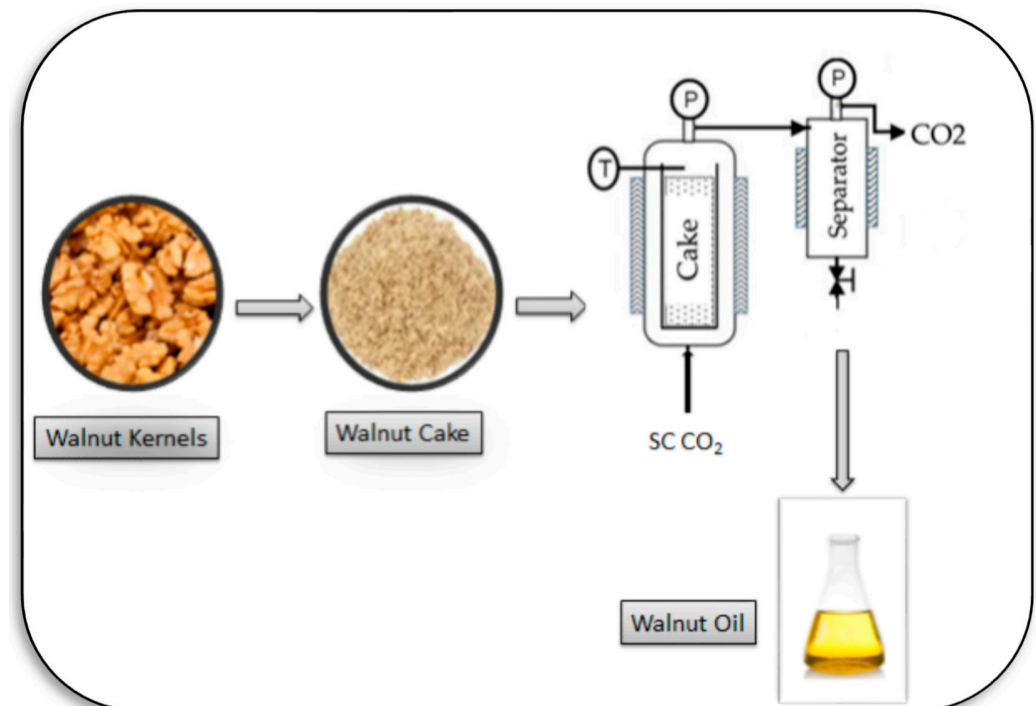 P
P
CO2
T
Cake
Separator
SC CO₂
Walnut Kernels
Walnut Cake
Walnut Oil